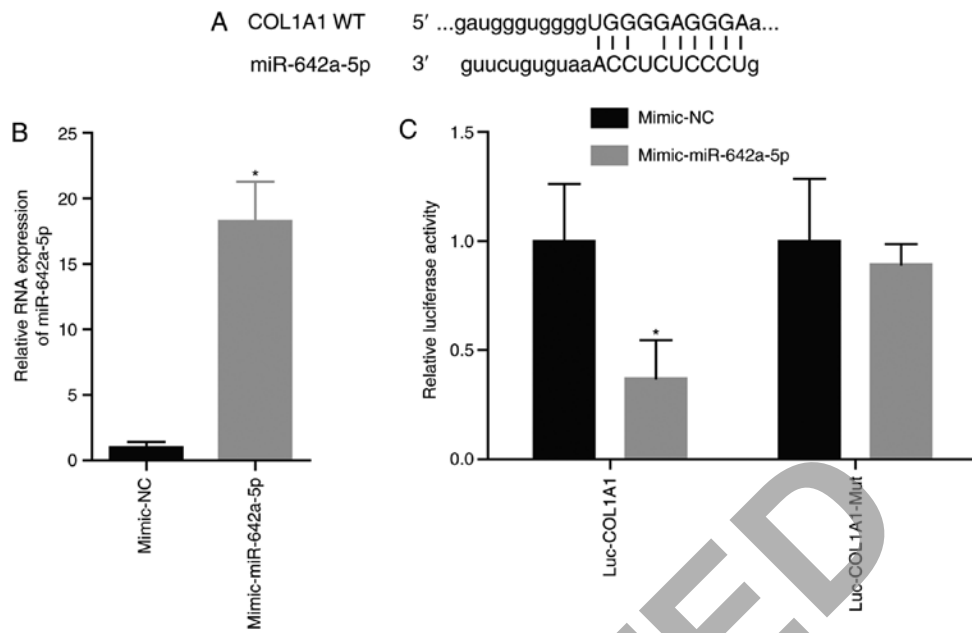 A COL1A1 WT 5′ ...gauggguggggUGGGGAGGGAa...
miR-642a-5p 3′ guucuguguaaACCUCUCCCUg
B
Relative RNA expression
of miR-642a-5p
25
20
15
10
5
0
*
Mimic-NC
Mimic-miR-642a-5p
C
Mimic-NC
Mimic-miR-642a-5p
Relative luciferase activity
1.5
1.0
0.5
0.0
*
Luc-COL1A1
Luc-COL1A1-Mut